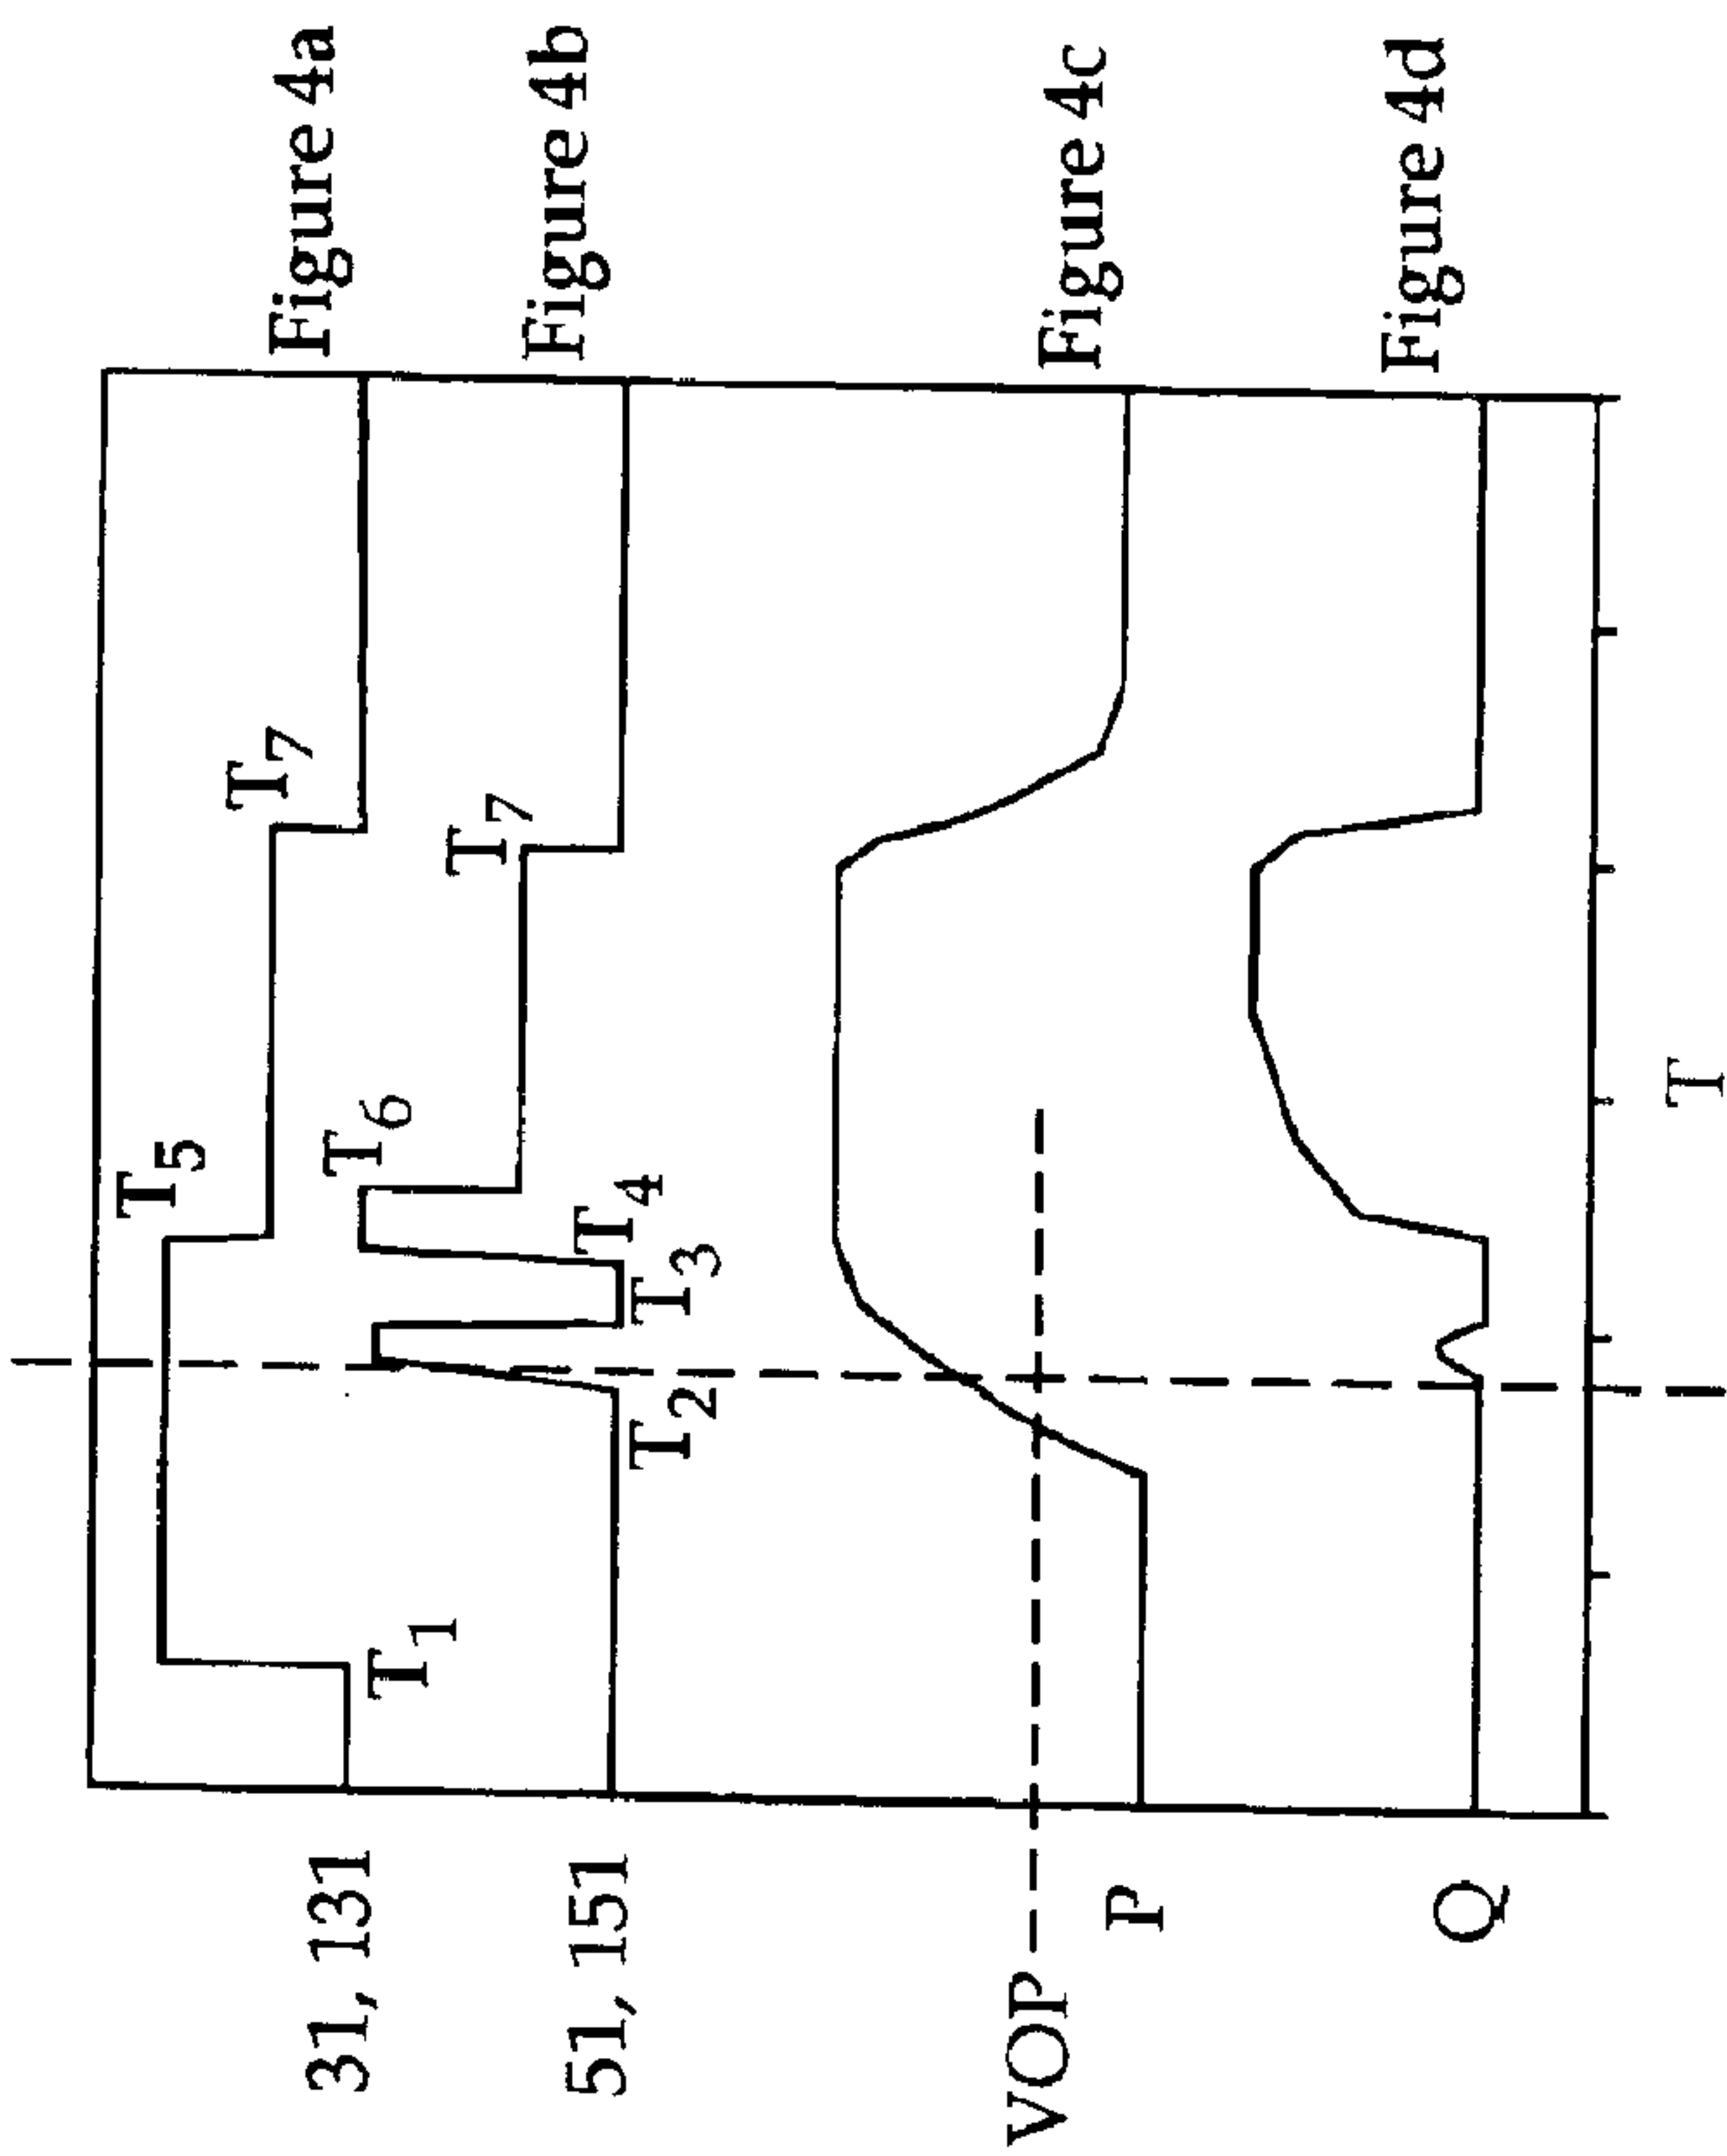 31, 131
T1
T5
T7
Figure 4a
51, 151
T2
T3
T4
T6
T7
Figure 4b
VOP
P
Figure 4c
Q
Figure 4d
T